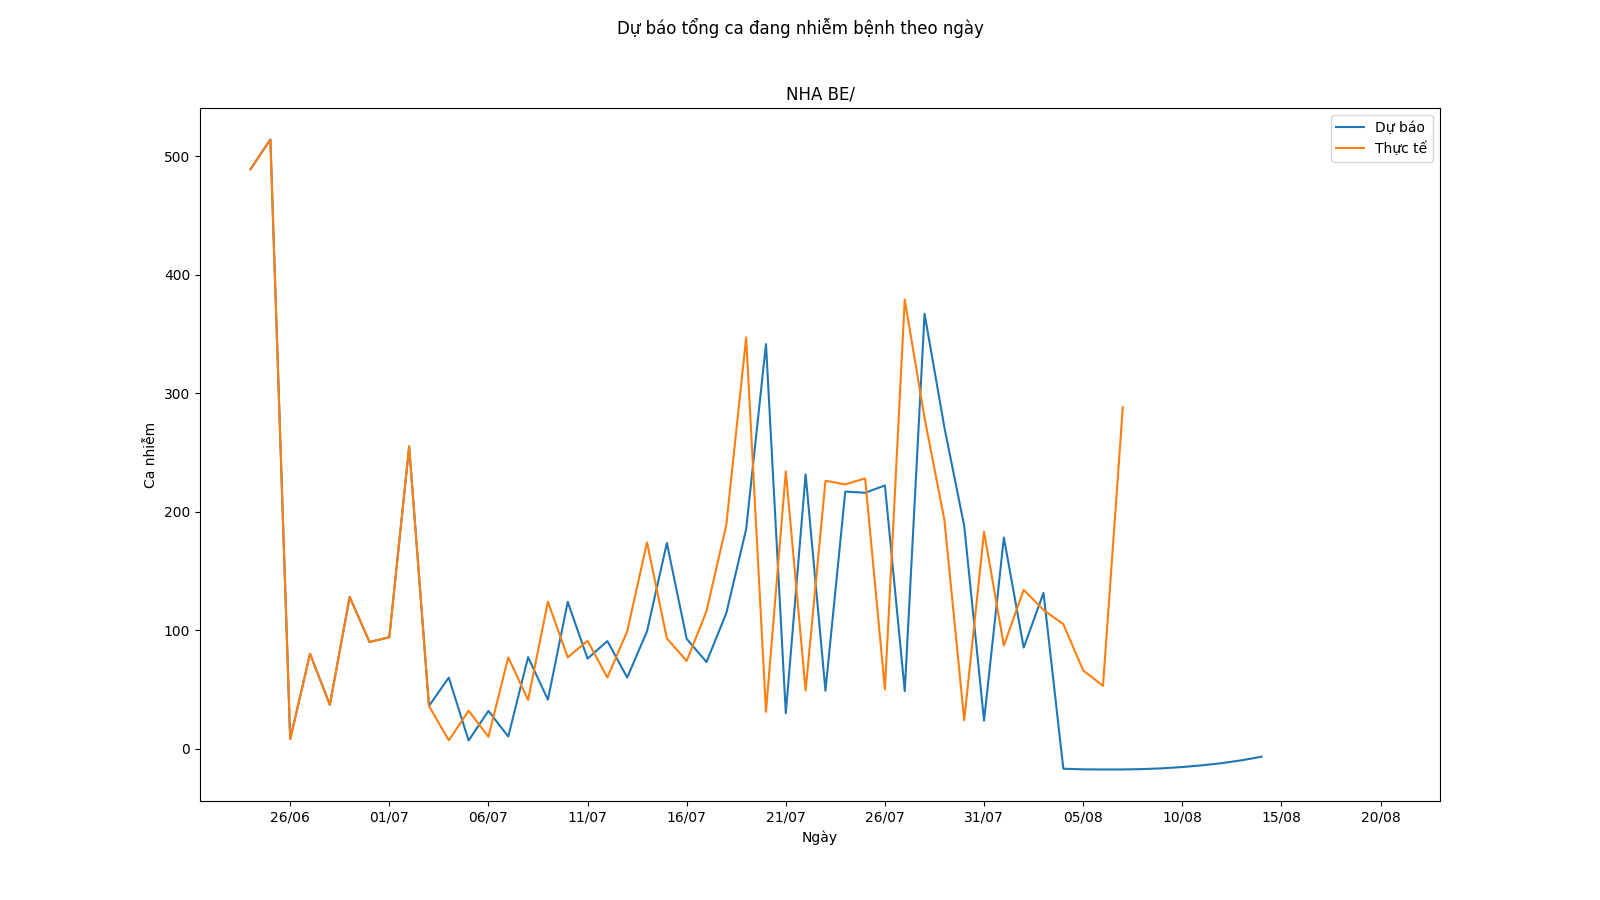 Dự báo tổng ca đang nhiễm bệnh theo ngày
NHA BE/
Dự báo
Thực tế
500
400
300
200
100
0
Ca nhiễm
26/06 01/07 06/07 11/07 16/07 21/07 26/07 31/07 05/08 10/08 15/08 20/08
Ngày